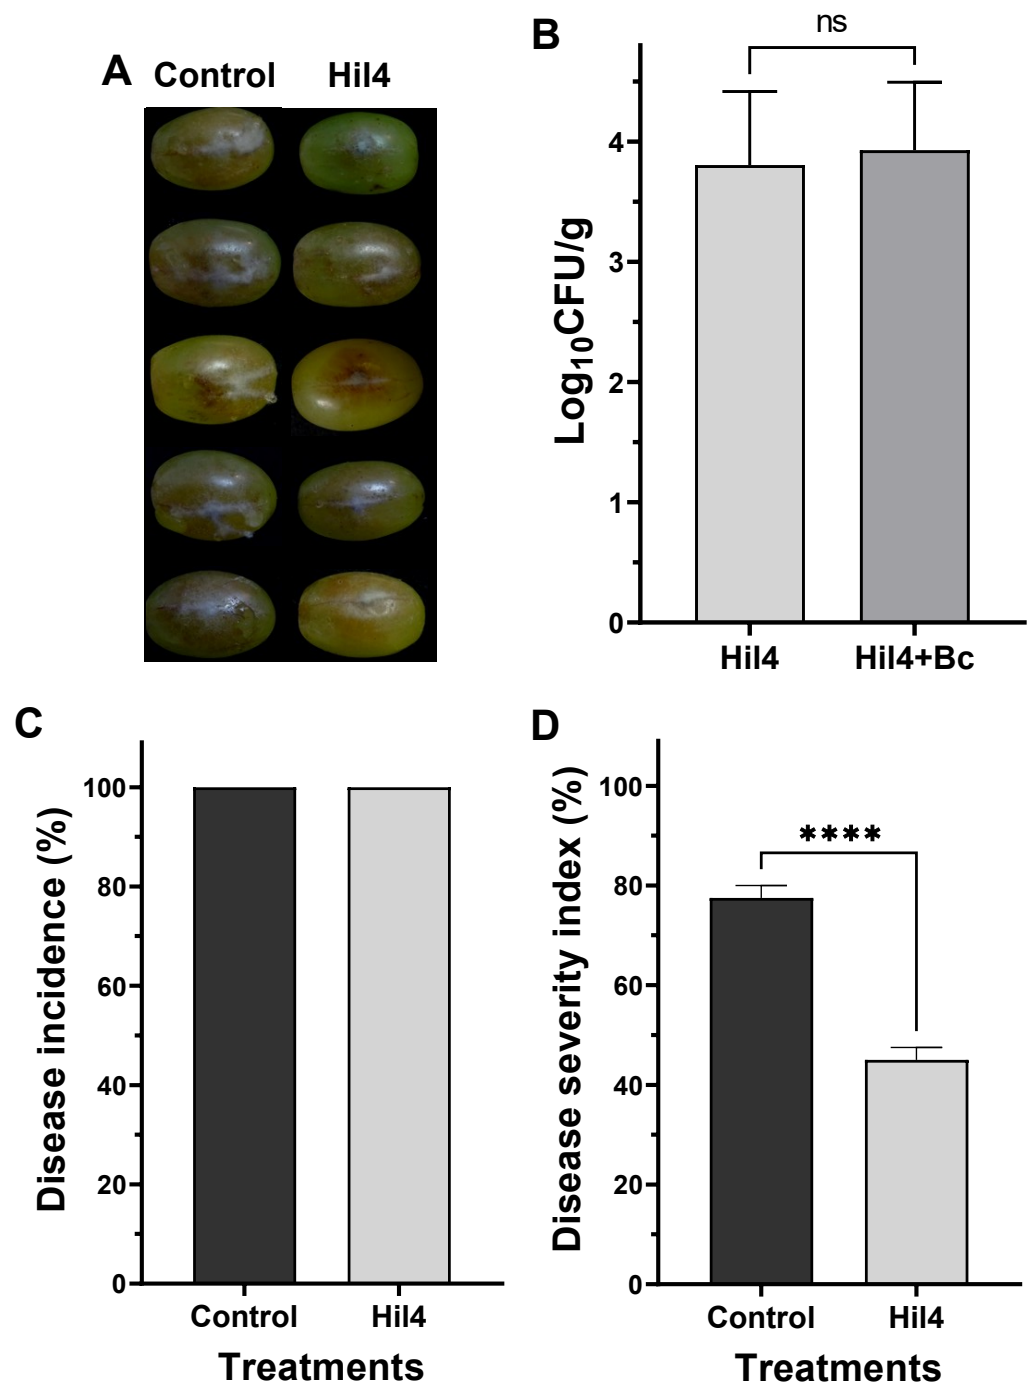 A Control Hil4
B
ns
Log₁₀CFU/g
4
3
2
1
0
Hil4 Hil4+Bc
C
Disease incidence (%)
100
80
60
40
20
0
Control Hil4
Treatments
D
Disease severity index (%)
100
80
60
40
20
0
****
Control Hil4
Treatments